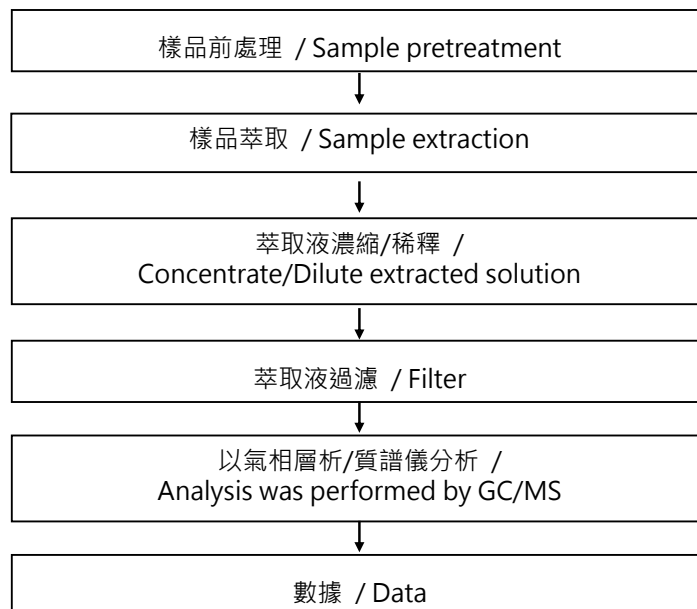 樣品前處理 / Sample pretreatment
樣品萃取 / Sample extraction
萃取液濃縮/稀釋 /
Concentrate/Dilute extracted solution
萃取液過濾 / Filter
以氣相層析/質譜儀分析 /
Analysis was performed by GC/MS
數據 / Data